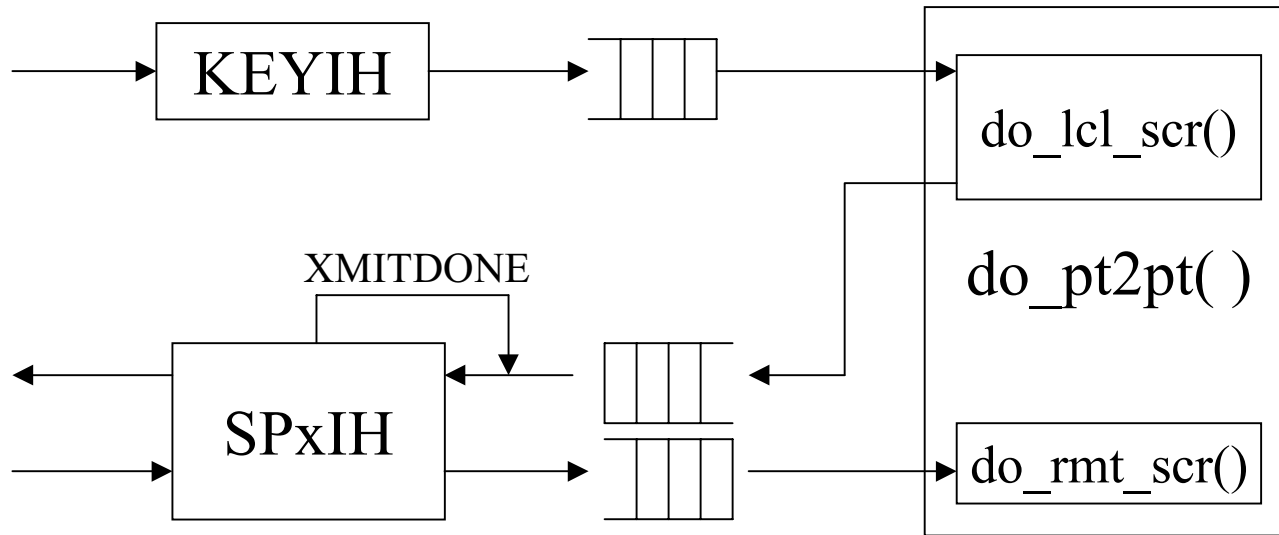 KEYIH
do_lcl_scr()
XMITDONE
do_pt2pt( )
SPxIH
do_rmt_scr()